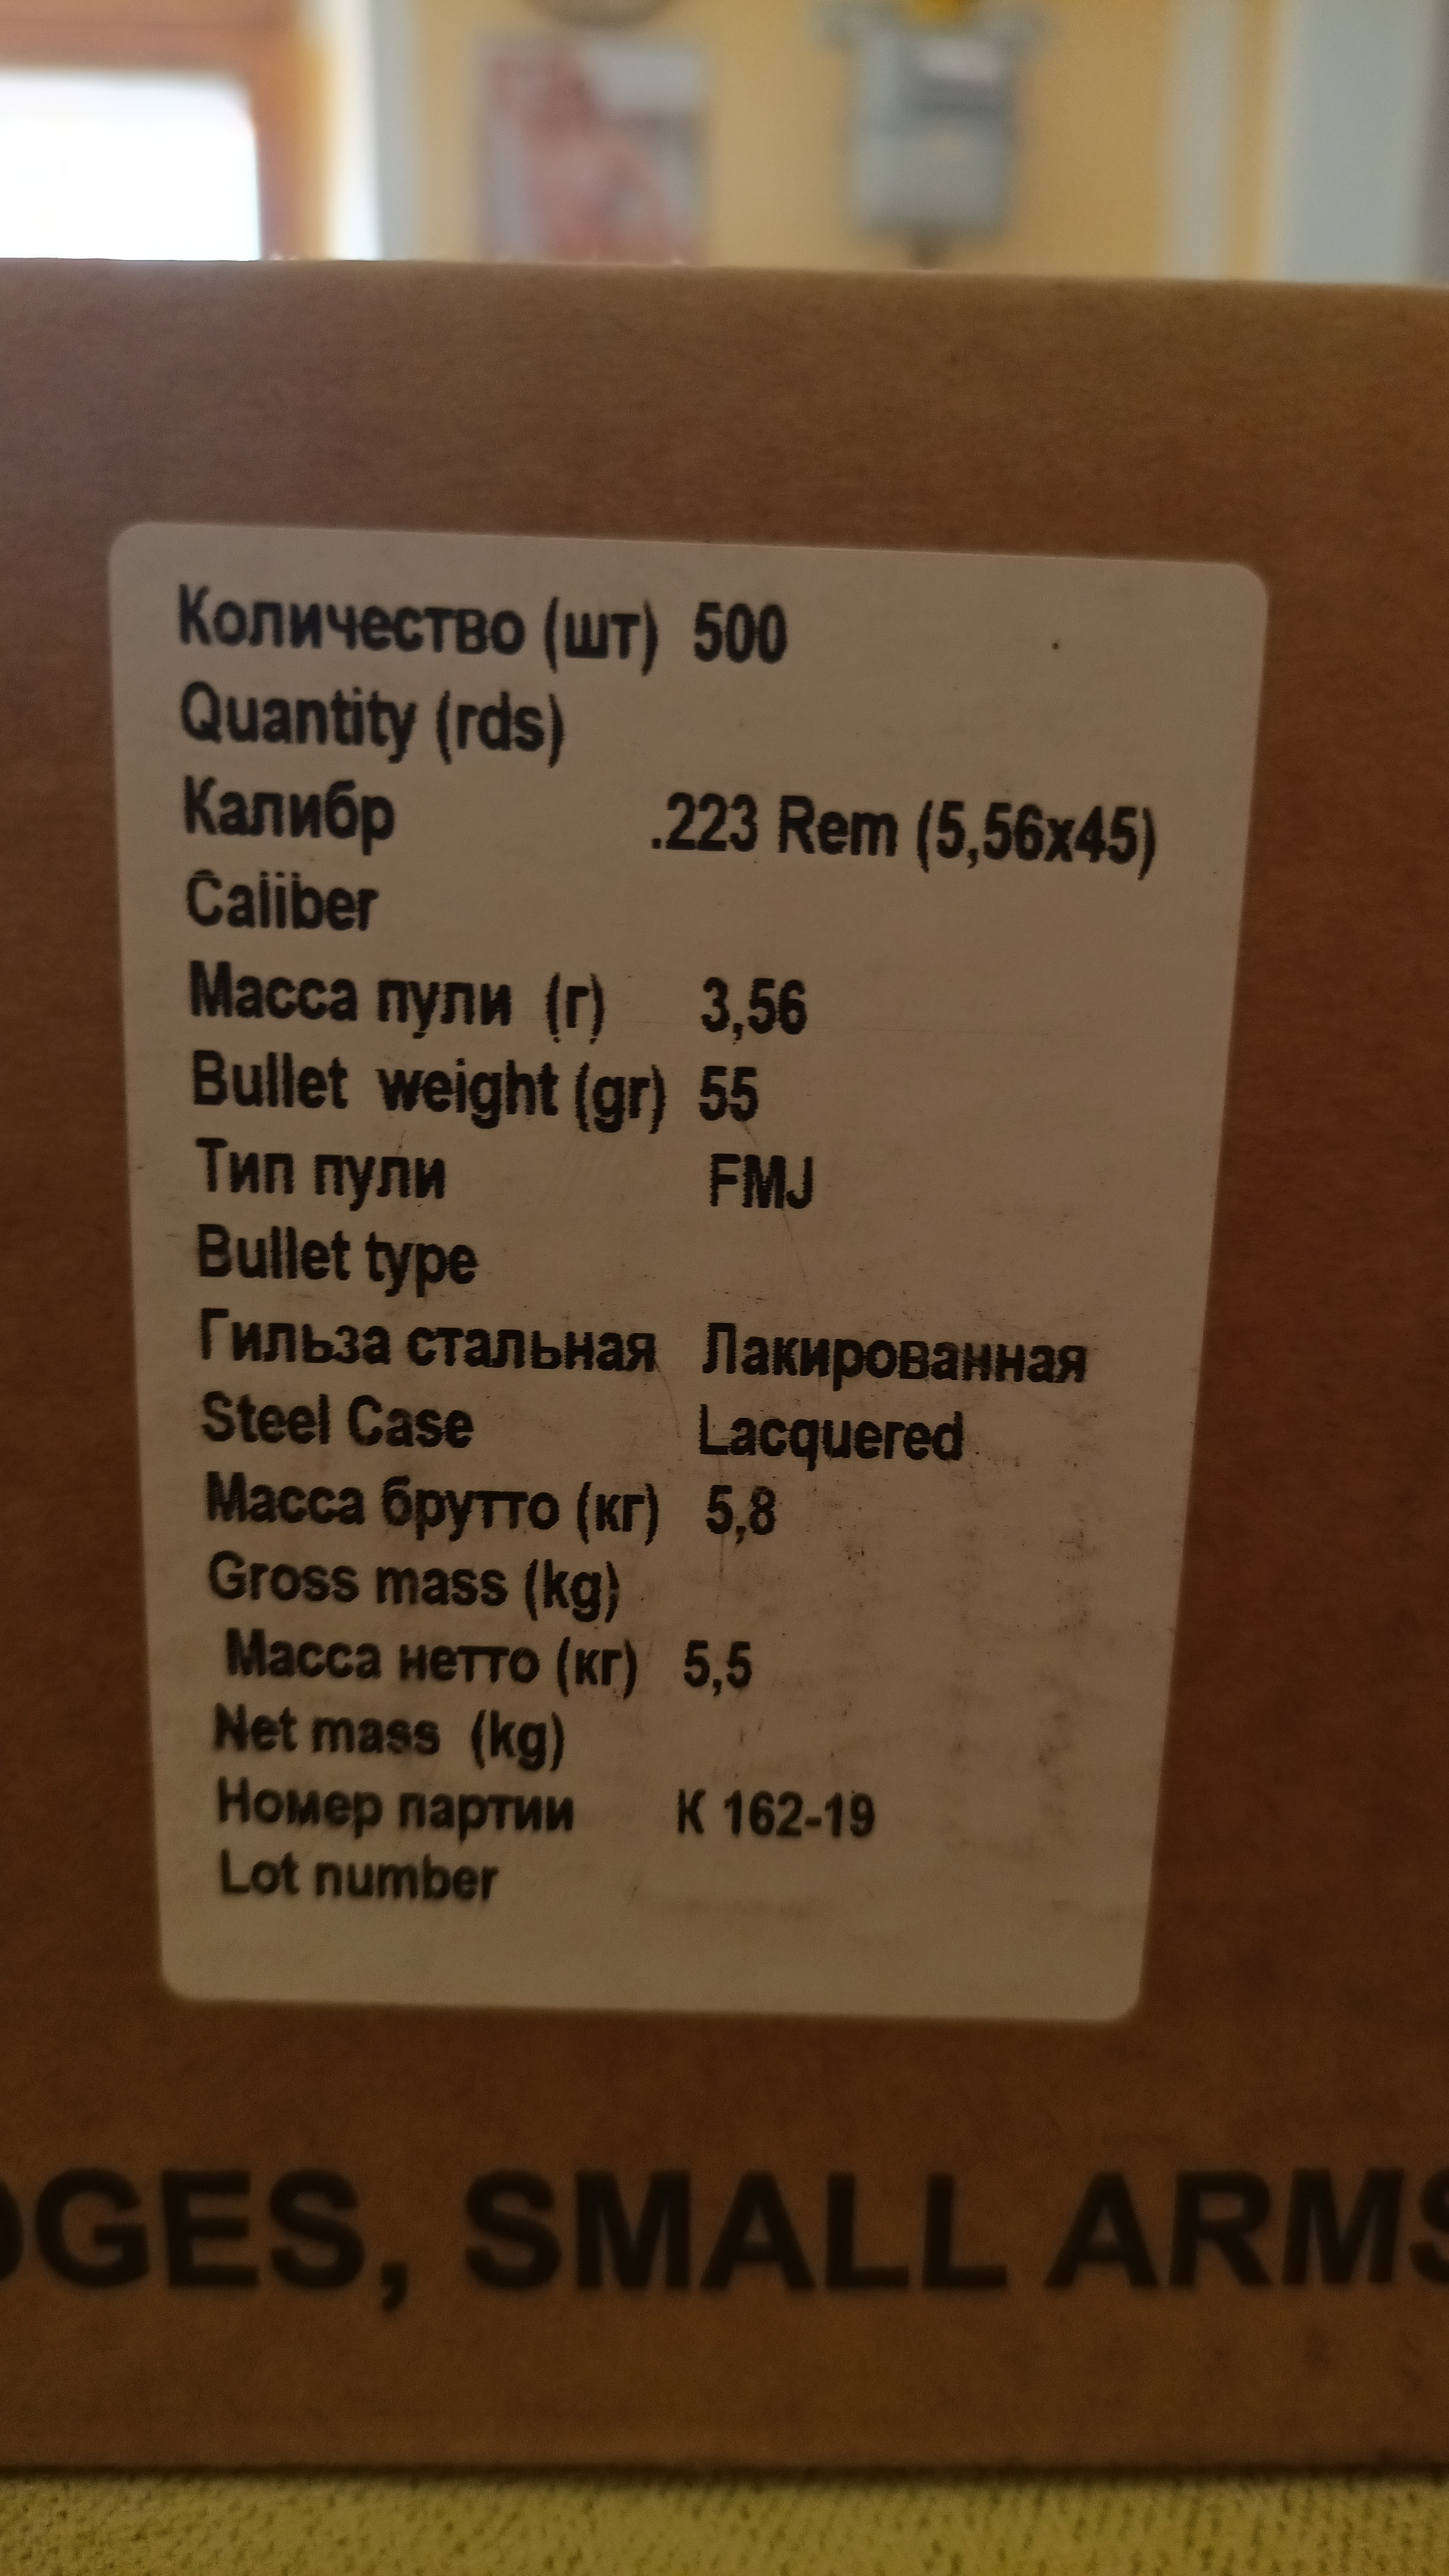 Количество (шт) 500
Quantity (rds)
Калибр .223 Rem (5,56x45)
Caliber
Масса пули (г) 3,56
Bullet weight (gr) 55
Тип пули FMJ
Bullet type
Гильза стальная Лакированная
Steel Case Lacquered
Масса брутто (кг) 5,8
Gross mass (kg)
Масса нетто (кг) 5,5
Net mass (kg)
Номер партии К 162-19
Lot number
DGES, SMALL ARMS